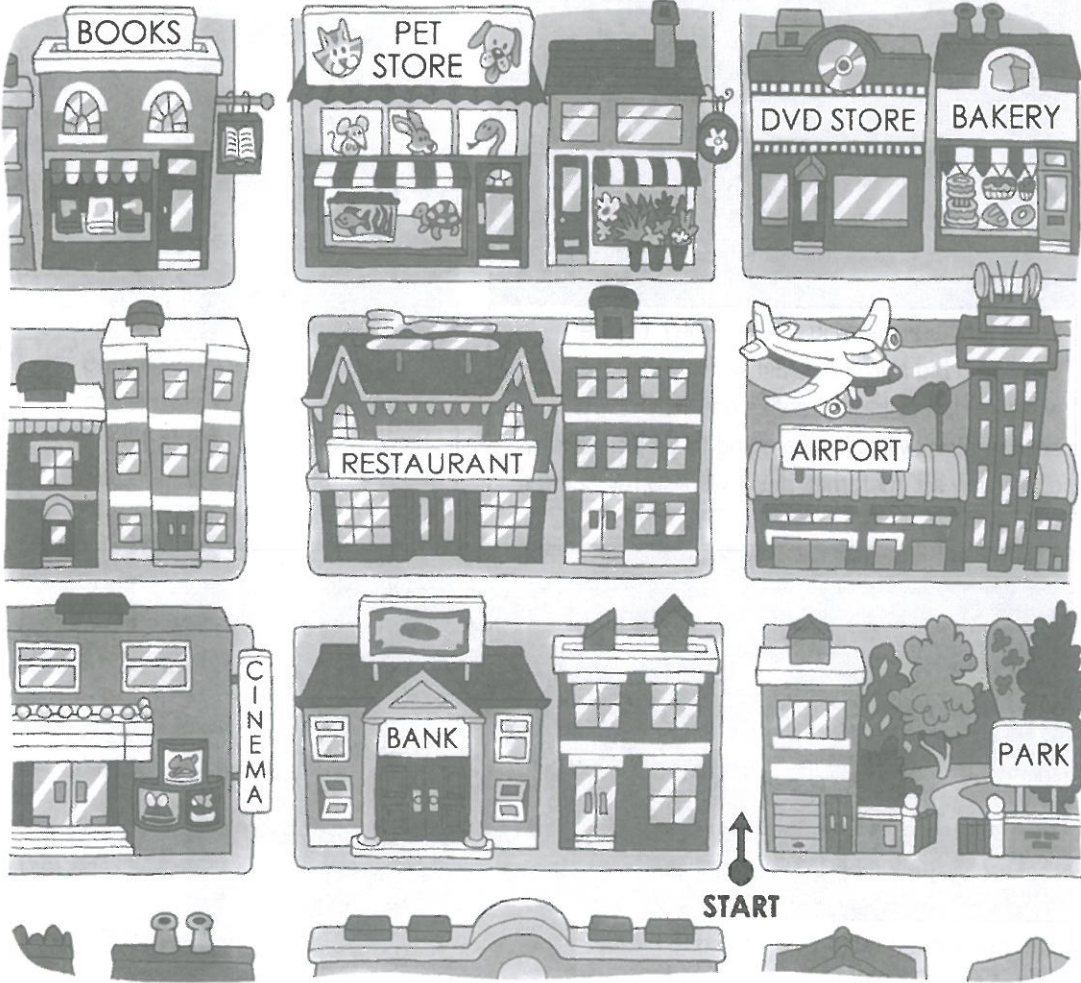 BOOKS
PET
STORE
DVD STORE
BAKERY
RESTAURANT
AIRPORT
CINEMA
BANK
PARK
START